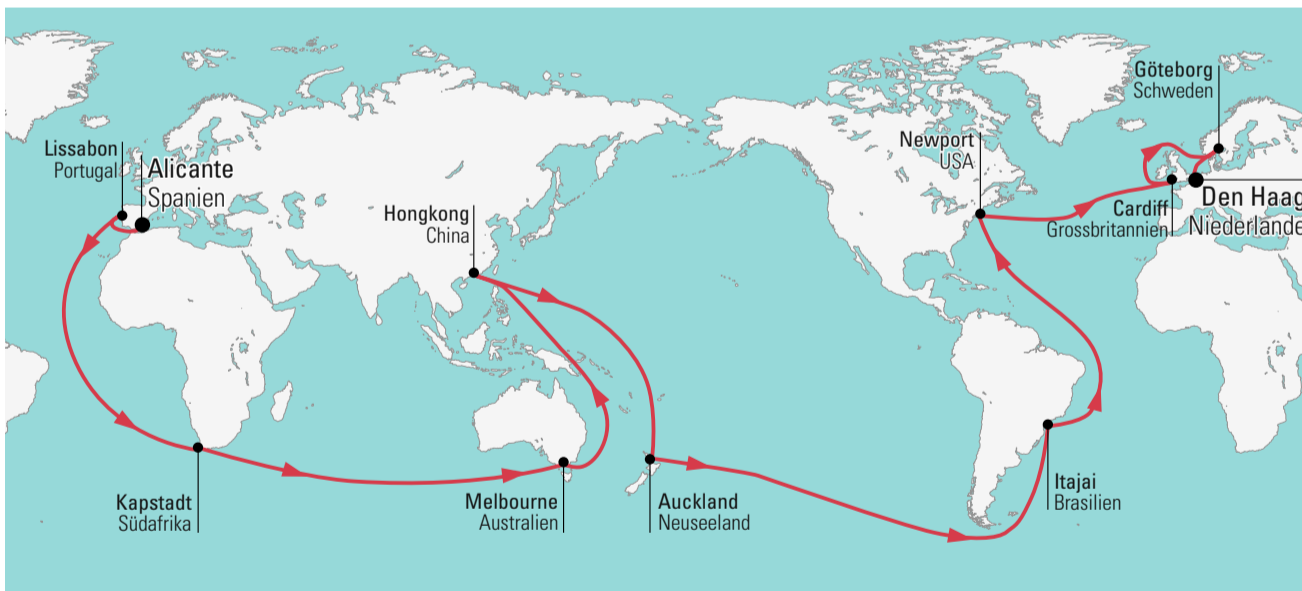 Lissabon
Portugal
Alicante
Spanien
Hongkong
China
Kapstadt
Südafrika
Melbourne
Australien
Auckland
Neuseeland
Newport
USA
Göteborg
Schweden
Cardiff
Grossbritannien
Den Haag
Niederlande
Itajai
Brasilien